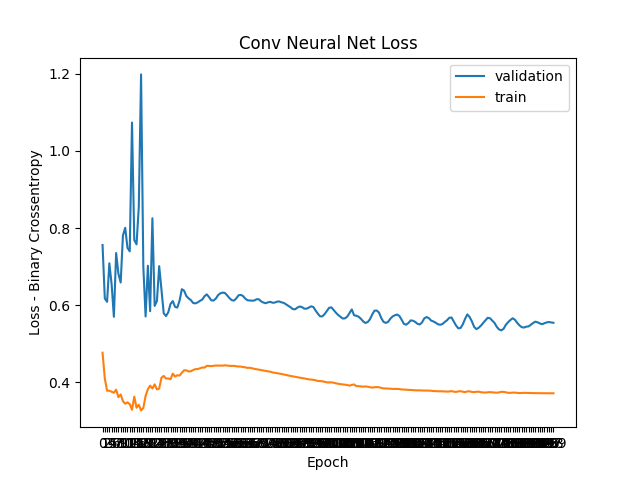 Conv Neural Net Loss
validation
train
1.2
1.0
0.8
0.6
0.4
Loss - Binary Crossentropy
Epoch